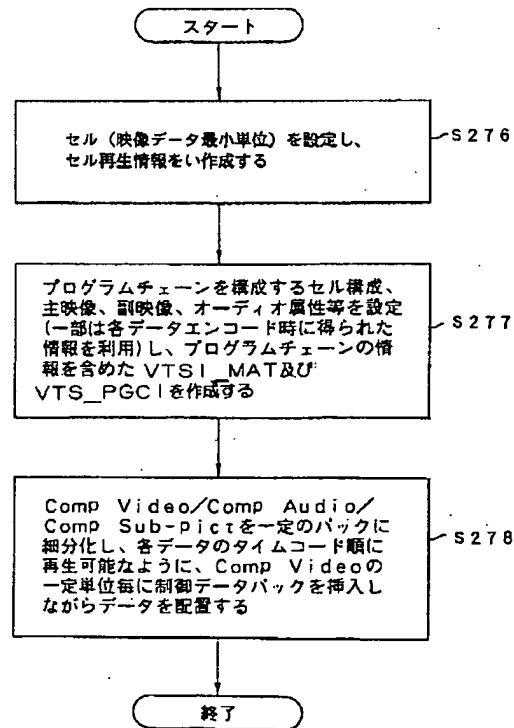 スタート
セル（映像データ最小単位）を設定し、
セル再生情報をい作成する
S276
プログラムチェーンを構成するセル構成、
主映像、副映像、オーディオ属性等を設定
(一部は各データエンコード時に得られた
情報を利用)し、プログラムチェーンの情
報を含めた VTSI_MAT及び
VTS_PGCIを作成する
S277
Comp Video/Comp Audio/
Comp Sub-pictを一定のパックに
細分化し、各データのタイムコード順に
再生可能なように、Comp Videoの
一定単位毎に制御データパックを挿入し
ながらデータを配置する
S278
終了